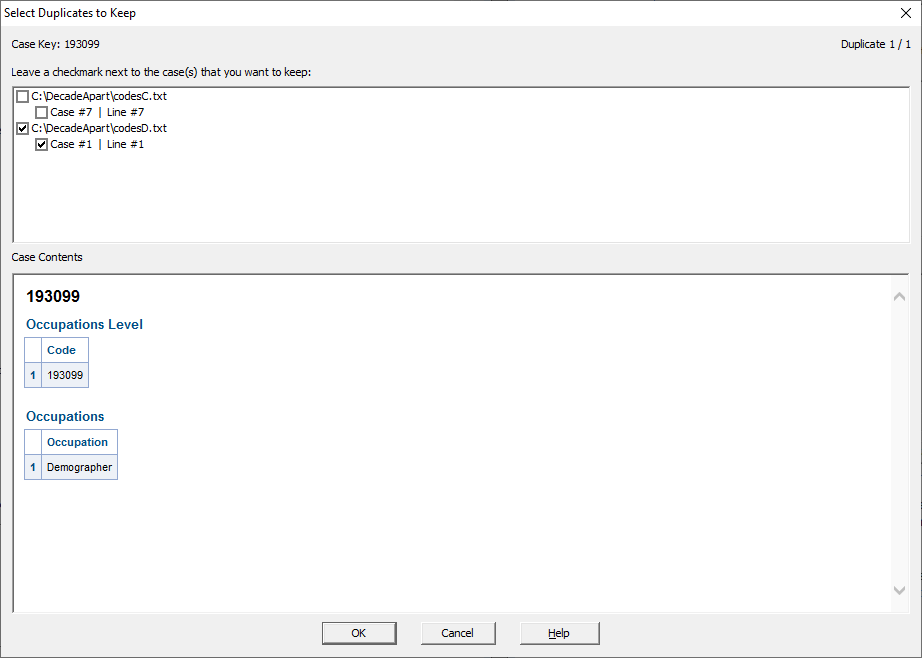 Select Duplicates to Keep
Case Key: 193099
Duplicate 1 / 1
Leave a checkmark next to the case(s) that you want to keep:
C:\DecadeApart\codesC.txt
Case #7 | Line #7
C:\DecadeApart\codesD.txt
Case #1 | Line #1
Case Contents
193099
Occupations Level
Code
1 193099
Occupations
Occupation
1 Demographer
OK Cancel Help